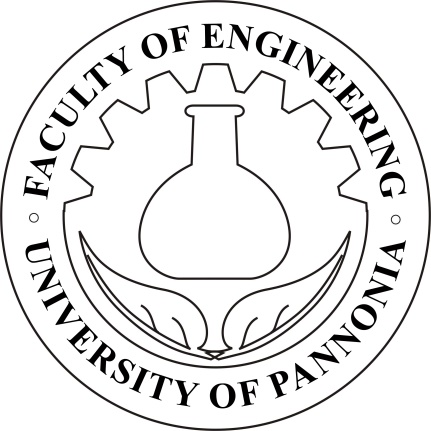 FACULTY OF ENGINEERING
UNIVERSITY OF PANNONIA